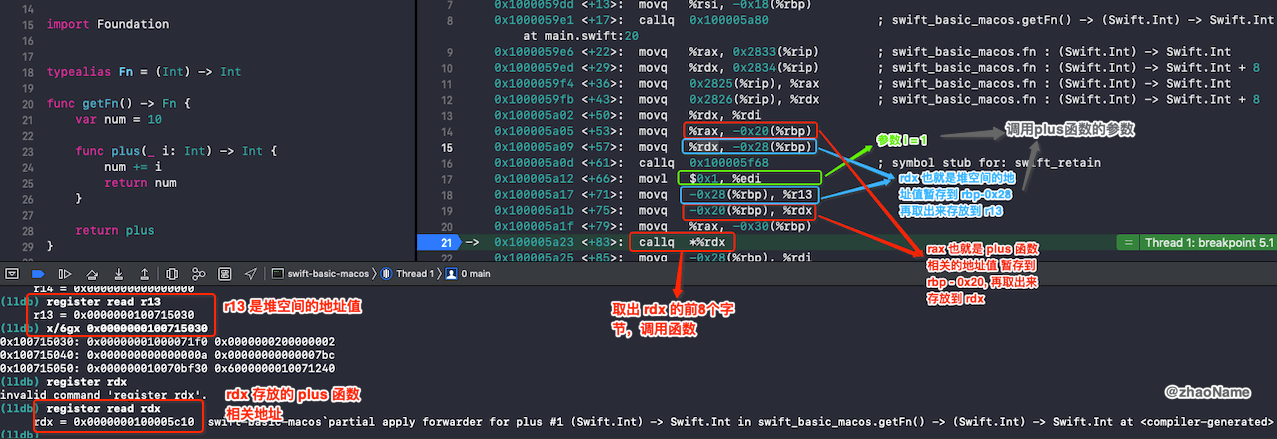 14
15 import Foundation
16
17
18 typealias Fn = (Int) -> Int
19
20 func getFn() -> Fn {
21 var num = 10
22
23 func plus(_ i: Int) -> Int {
24 num += i
25 return num
26 }
27
28 return plus
29 }
7 0x1000059dd <+13>: movq %rsi, -0x18(%rbp)
8 0x1000059e1 <+17>: callq 0x100005a80 ; swift_basic_macos.getFn() -> (Swift.Int) -> Swift.Int
at main.swift:20
9 0x1000059e6 <+22>: movq %rax, 0x2833(%rip) ; swift_basic_macos.fn : (Swift.Int) -> Swift.Int
10 0x1000059ed <+29>: movq %rdx, 0x2834(%rip) ; swift_basic_macos.fn : (Swift.Int) -> Swift.Int + 8
11 0x1000059f4 <+36>: movq 0x2825(%rip), %rax ; swift_basic_macos.fn : (Swift.Int) -> Swift.Int
12 0x1000059fb <+43>: movq 0x2826(%rip), %rdx ; swift_basic_macos.fn : (Swift.Int) -> Swift.Int + 8
13 0x100005a02 <+50>: movq %rdx, %rdi
14 0x100005a05 <+53>: movq %rax, -0x20(%rbp)
15 0x100005a09 <+57>: movq %rdx, -0x28(%rbp)
16 0x100005a0d <+61>: callq 0x100005f68 ; symbol stub for: swift_retain
17 0x100005a12 <+66>: movl $0x1, %edi
18 0x100005a17 <+71>: movq -0x28(%rbp), %r13
19 0x100005a1b <+75>: movq -0x20(%rbp), %rdx
20 0x100005a1f <+79>: movq %rax, -0x30(%rbp)
21 -> 0x100005a23 <+83>: callq *%rdx = Thread 1: breakpoint 5.1
22 0x100005a25 <+85>: movq -0x28(%rbp), %rdi
参数 i = 1
调用plus函数的参数
rdx 也就是堆空间的地
址值暂存到 rbp-0x28
再取出来存放到 r13
rax 也就是 plus 函数
相关的地址值 暂存到
rbp - 0x20, 再取出来
存放到 rdx
取出 rdx 的前8个字
节，调用函数
swift-basic-macos Thread 1 0 main
r14 = 0x0000000000000000
(lldb) register read r13
r13 = 0x0000000100715030
(lldb) x/6gx 0x0000000100715030
0x100715030: 0x00000001000071f0 0x0000000200000002
0x100715040: 0x000000000000000a 0x00000000000007bc
0x100715050: 0x000000010070bf30 0x6000000010071240
(lldb) register rdx
invalid command 'register rdx'.
(lldb) register read rdx
rdx = 0x0000000100005c10 swift-basic-macos`partial apply forwarder for plus #1 (Swift.Int) -> Swift.Int in swift_basic_macos.getFn() -> (Swift.Int) -> Swift.Int at <compiler-generated>
(lldb)
r13 是堆空间的地址值
rdx 存放的 plus 函数
相关地址
@zhaoName